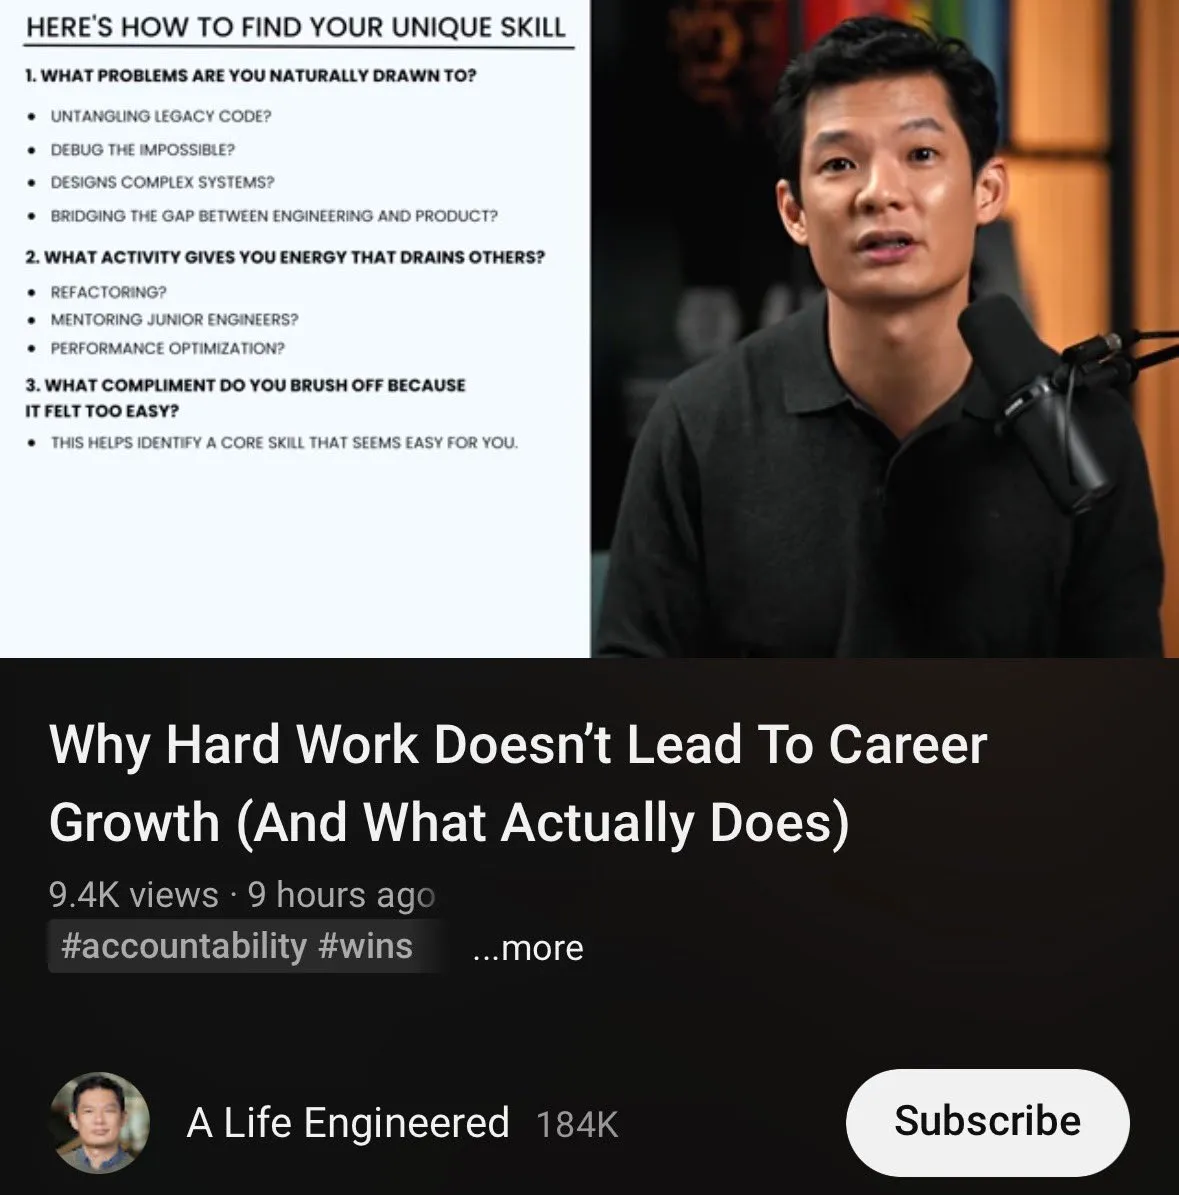 HERE'S HOW TO FIND YOUR UNIQUE SKILL
1. WHAT PROBLEMS ARE YOU NATURALLY DRAWN TO?
• UNTANGLING LEGACY CODE?
• DEBUG THE IMPOSSIBLE?
• DESIGNS COMPLEX SYSTEMS?
• BRIDGING THE GAP BETWEEN ENGINEERING AND PRODUCT?
2. WHAT ACTIVITY GIVES YOU ENERGY THAT DRAINS OTHERS?
• REFACTORING?
• MENTORING JUNIOR ENGINEERS?
• PERFORMANCE OPTIMIZATION?
3. WHAT COMPLIMENT DO YOU BRUSH OFF BECAUSE
IT FELT TOO EASY?
• THIS HELPS IDENTIFY A CORE SKILL THAT SEEMS EASY FOR YOU.
Why Hard Work Doesn’t Lead To Career
Growth (And What Actually Does)
9.4K views · 9 hours ago
#accountability #wins ...more
A Life Engineered 184K
Subscribe